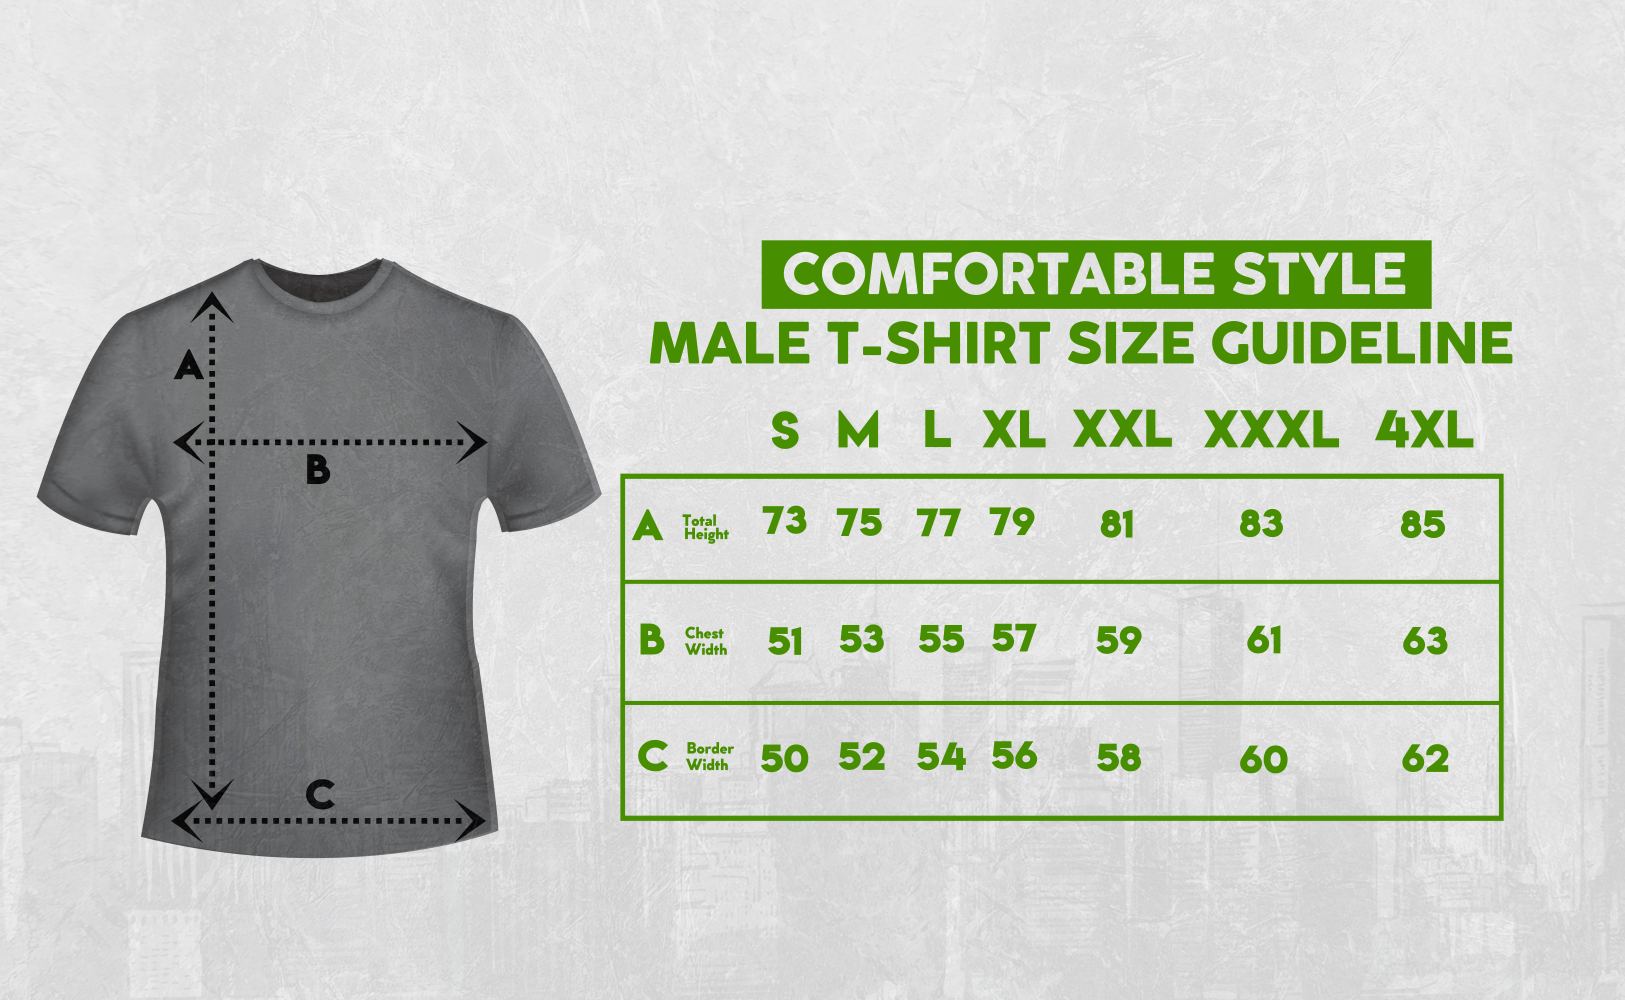 COMFORTABLE STYLE
MALE T-SHIRT SIZE GUIDELINE
S M L XL XXL XXXL 4XL
A Total Height 73 75 77 79 81 83 85
B Chest Width 51 53 55 57 59 61 63
C Border Width 50 52 54 56 58 60 62
A
B
C